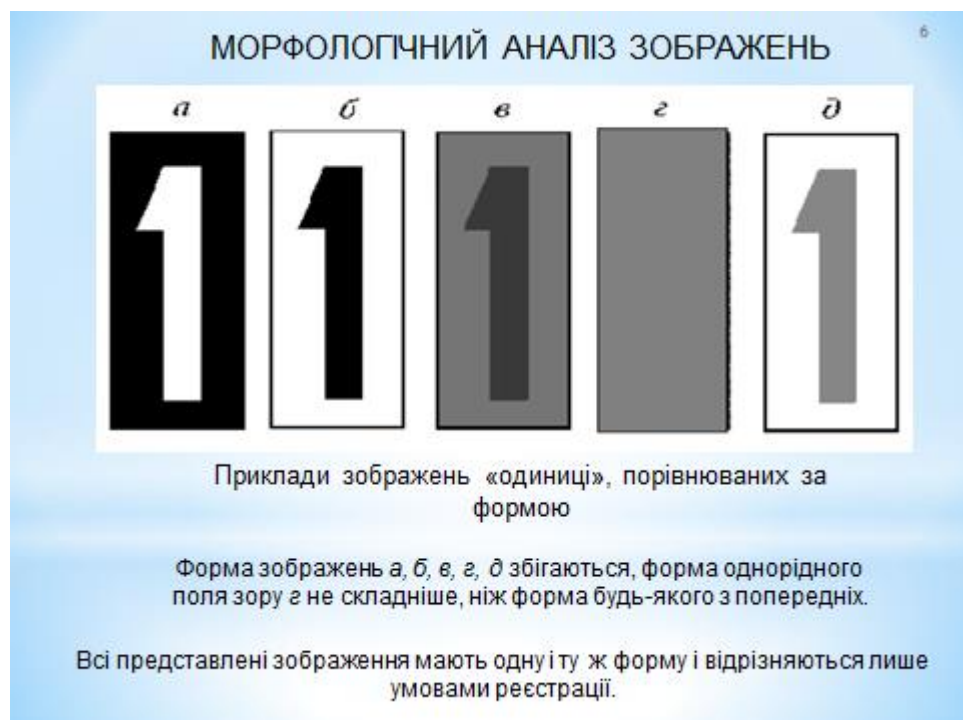 6
МОРФОЛОГІЧНИЙ АНАЛІЗ ЗОБРАЖЕНЬ
а б в г д
Приклади зображень «одиниці», порівнюваних за
формою
Форма зображень а, б, в, г, д збігаються, форма однорідного
поля зору г не складніше, ніж форма будь-якого з попередніх.
Всі представлені зображення мають одну і ту ж форму і відрізняються лише
умовами реєстрації.